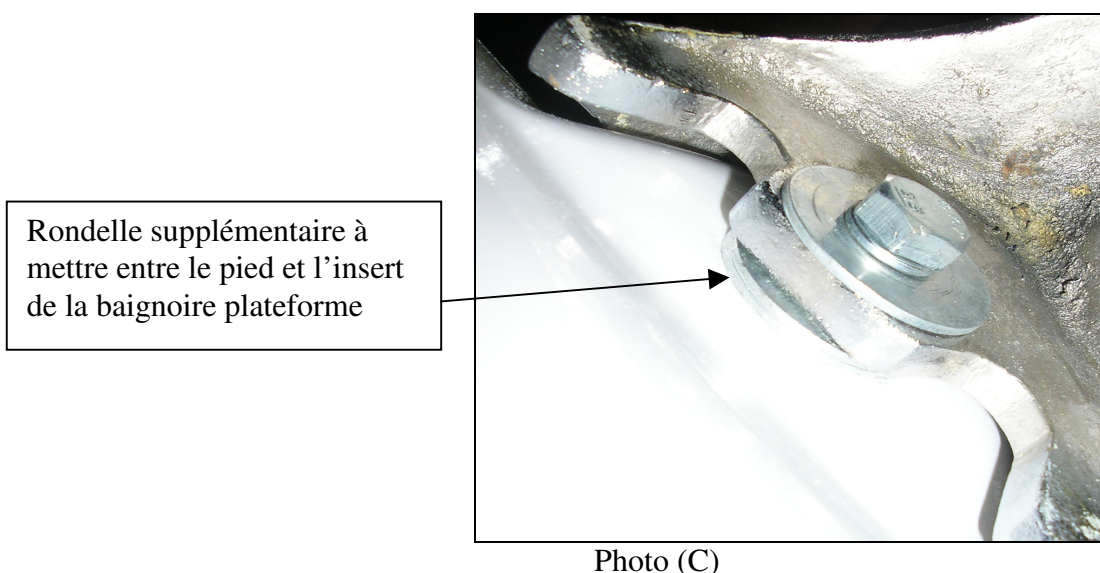 Rondelle supplémentaire à
mettre entre le pied et l’insert
de la baignoire plateforme
Photo (C)